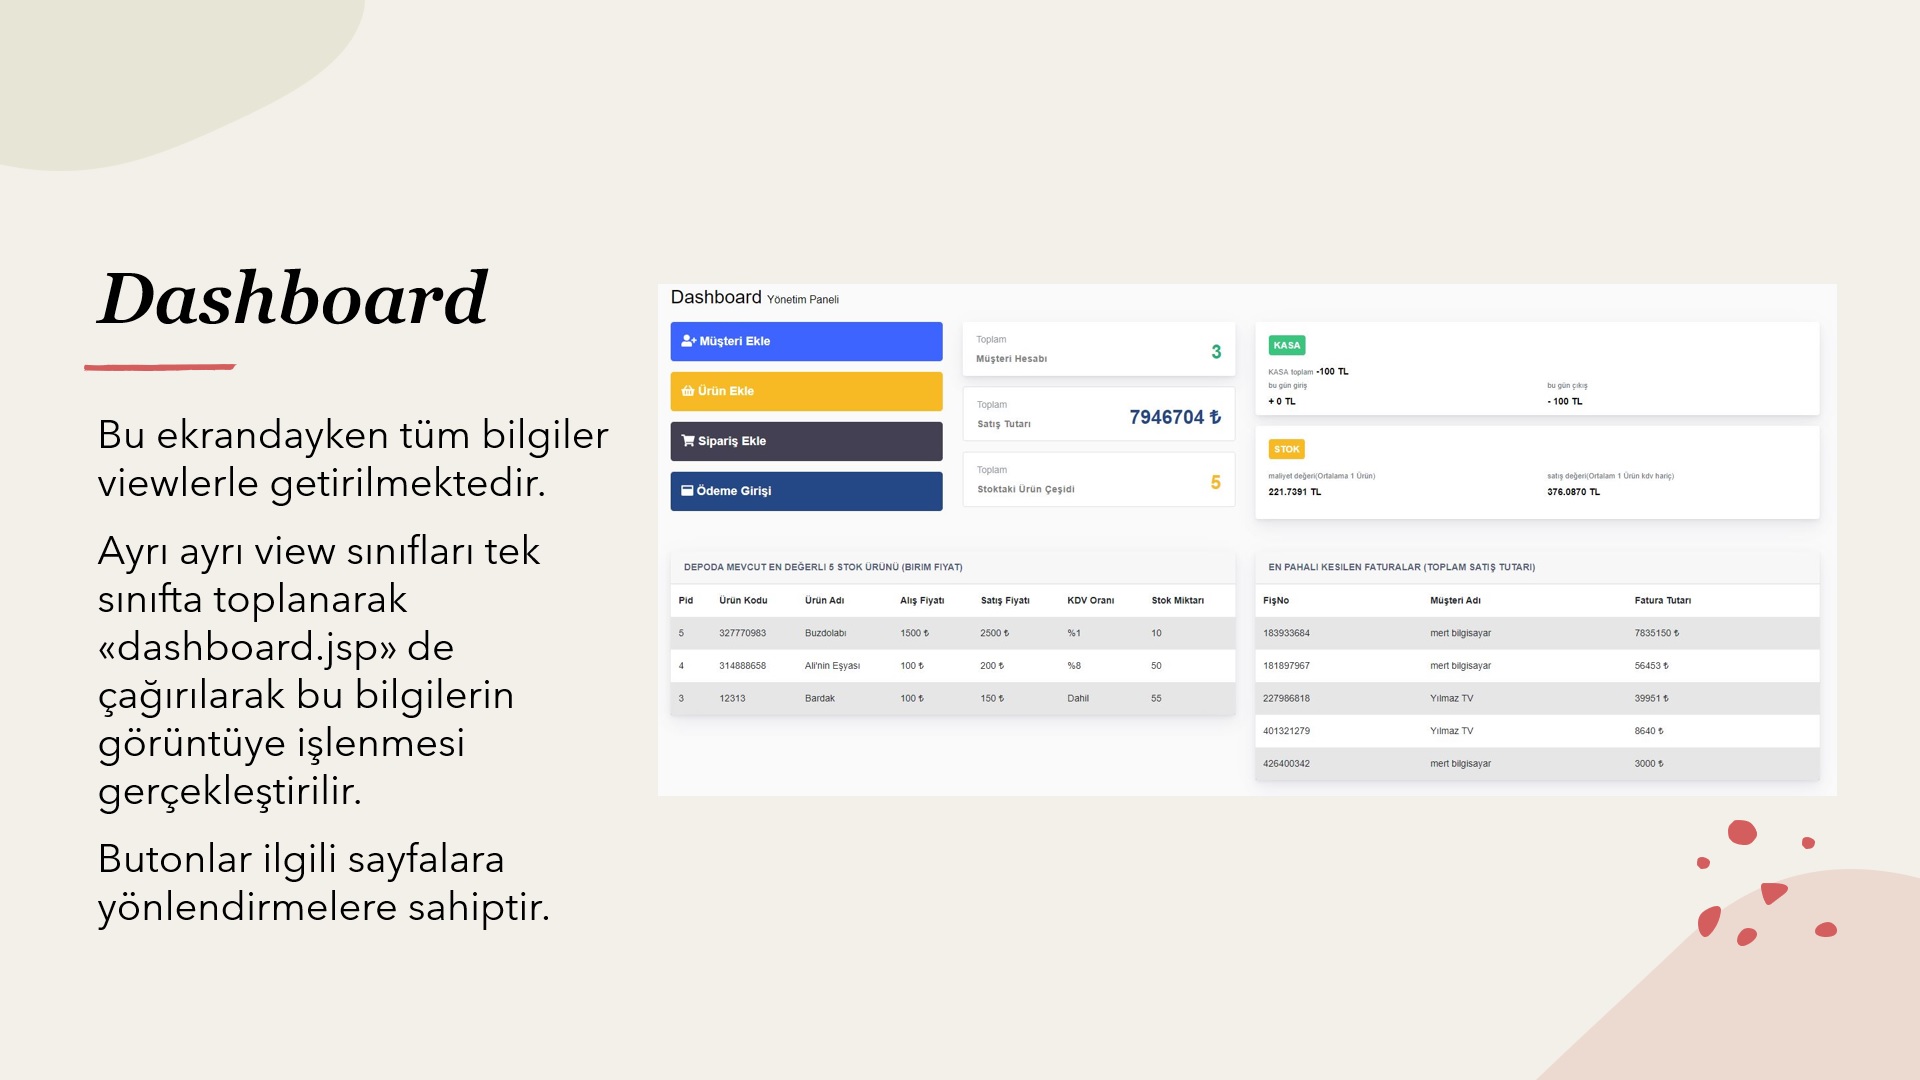 Dashboard
Bu ekrandayken tüm bilgiler
viewlerle getirilmektedir.
Ayrı ayrı view sınıfları tek
sınıfta toplanarak
«dashboard.jsp» de
çağırılarak bu bilgilerin
görüntüye işlenmesi
gerçekleştirilir.
Butonlar ilgili sayfalara
yönlendirmelere sahiptir.
Dashboard Yönetim Paneli
Müşteri Ekle
Ürün Ekle
Sipariş Ekle
Ödeme Girişi
Toplam
Müşteri Hesabı 3
Toplam
Satış Tutarı 7946704 ₺
Toplam
Stoktaki Ürün Çeşidi 5
KASA
KASA toplam -100 TL
bu gün giriş bu gün çıkış
+ 0 TL - 100 TL
STOK
maliyet değeri(Ortalama 1 Ürün) satış değeri(Ortalam 1 Ürün kdv hariç)
221.7391 TL 376.0870 TL
DEPODA MEVCUT EN DEĞERLI 5 STOK ÜRÜNÜ (BIRIM FIYAT)
Pid Ürün Kodu Ürün Adı Alış Fiyatı Satış Fiyatı KDV Oranı Stok Miktarı
5 327770983 Buzdolabı 1500 ₺ 2500 ₺ %1 10
4 314888658 Ali'nin Eşyası 100 ₺ 200 ₺ %8 50
3 12313 Bardak 100 ₺ 150 ₺ Dahil 55
EN PAHALI KESILEN FATURALAR (TOPLAM SATIŞ TUTARI)
FişNo Müşteri Adı Fatura Tutarı
183933684 mert bilgisayar 7835150 ₺
181897967 mert bilgisayar 56453 ₺
227986818 Yılmaz TV 39951 ₺
401321279 Yılmaz TV 8640 ₺
426400342 mert bilgisayar 3000 ₺